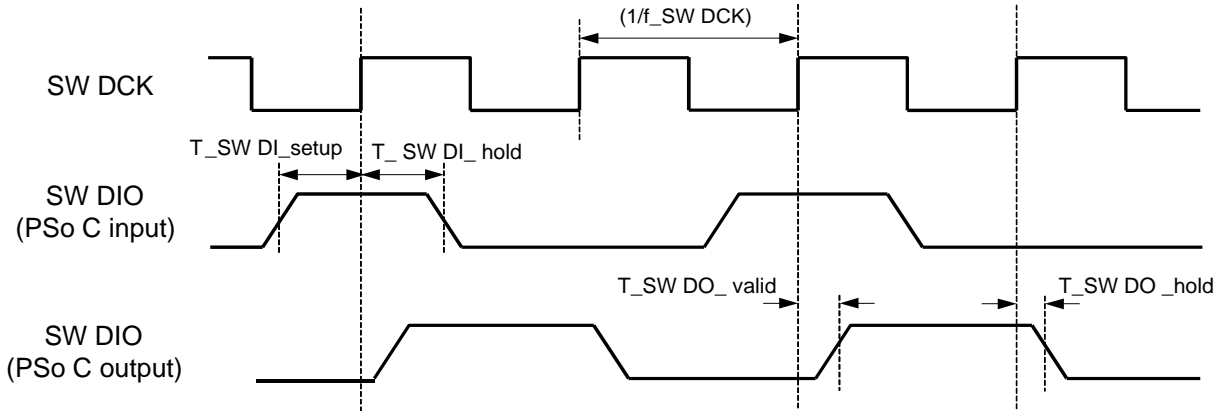 (1/f_SW DCK)
SW DCK
T_SW DI_setup
T_ SW DI_ hold
SW DIO
(PSo C input)
T_SW DO_ valid
T_SW DO _hold
SW DIO
(PSo C output)